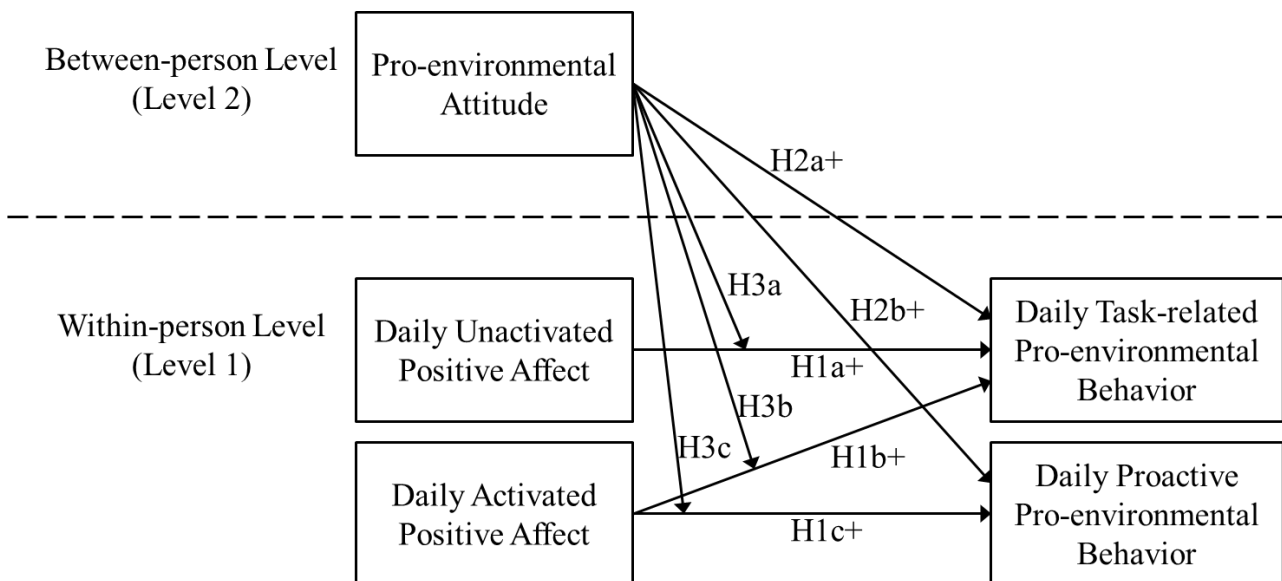 Between-person Level
(Level 2)
Pro-environmental
Attitude
H2a+
Within-person Level
(Level 1)
Daily Unactivated
Positive Affect
H3a
H2b+
H1a+
Daily Task-related
Pro-environmental
Behavior
H3b
H3c
H1b+
Daily Activated
Positive Affect
H1c+
Daily Proactive
Pro-environmental
Behavior